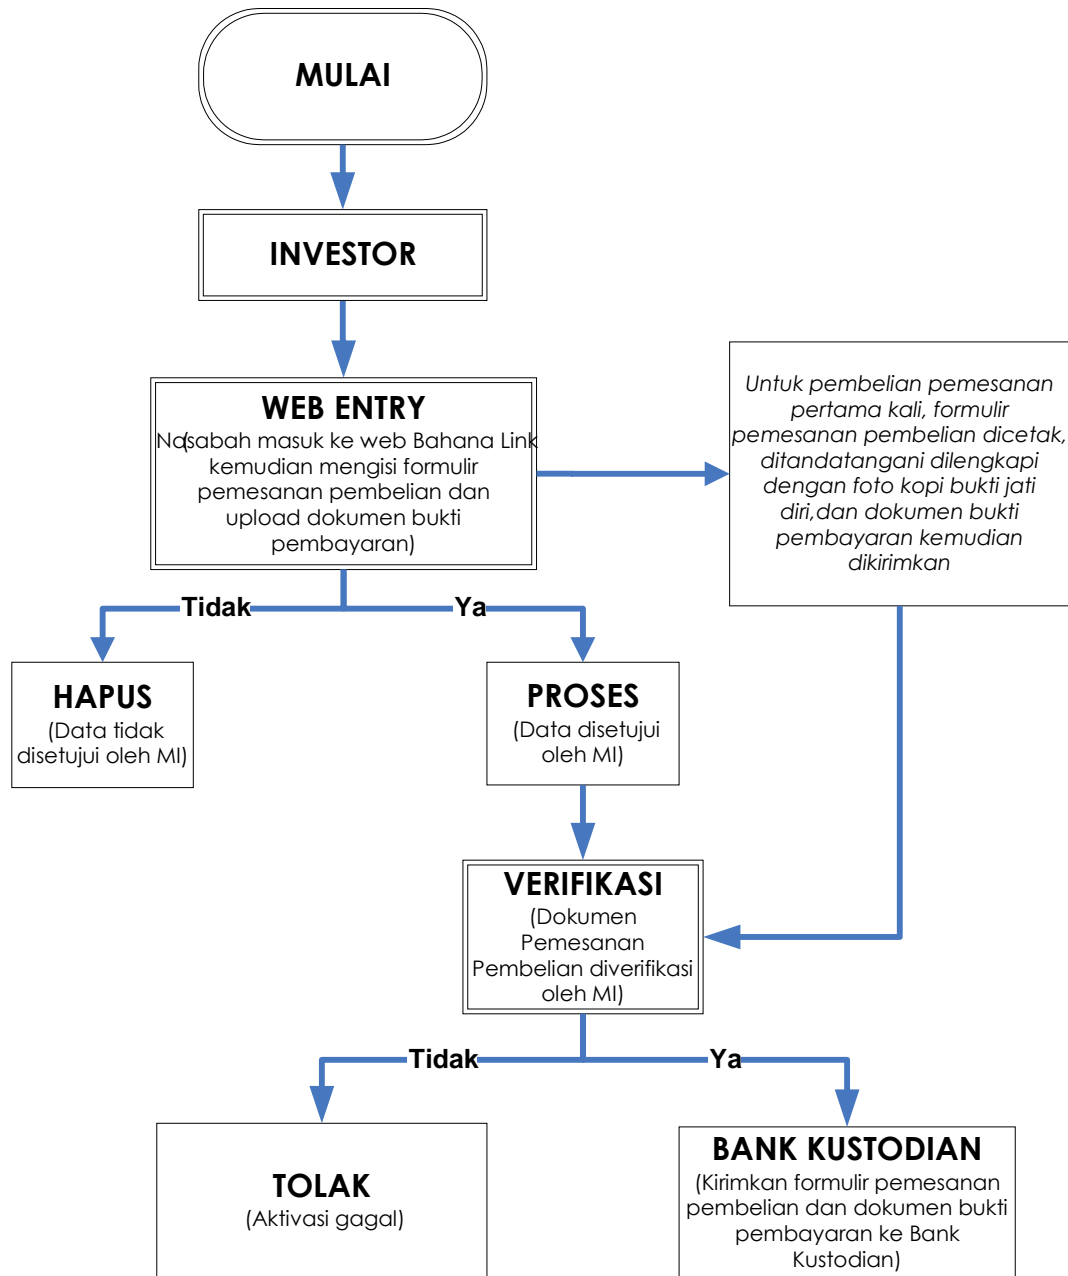 MULAI
INVESTOR
WEB ENTRY
(Nasabah masuk ke web Bahana Link
kemudian mengisi formulir
pemesanan pembelian dan
upload dokumen bukti
pembayaran)
Untuk pembelian pemesanan
pertama kali, formulir
pemesanan pembelian dicetak,
ditandatangani dilengkapi
dengan foto kopi bukti jati
diri,dan dokumen bukti
pembayaran kemudian
dikirimkan
Tidak
Ya
HAPUS
(Data tidak
disetujui oleh MI)
PROSES
(Data disetujui
oleh MI)
VERIFIKASI
(Dokumen
Pemesanan
Pembelian diverifikasi
oleh MI)
Tidak
Ya
TOLAK
(Aktivasi gagal)
BANK KUSTODIAN
(Kirimkan formulir pemesanan
pembelian dan dokumen bukti
pembayaran ke Bank
Kustodian)